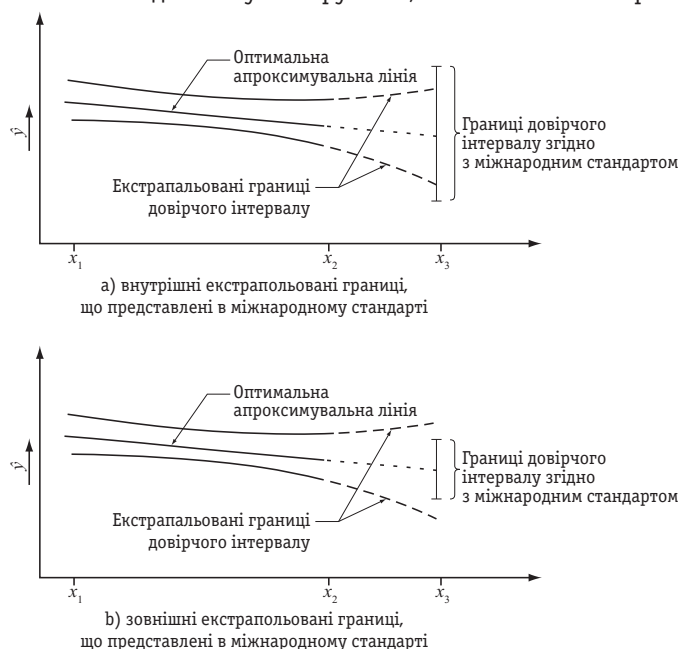 Оптимальна
апроксимувальна лінія
ŷ
Границі довірчого
інтервалу згідно
з міжнародним стандартом
Екстрапальовані границі
довірчого інтервалу
x₁ x₂ x₃
а) внутрішні екстрапольовані границі,
що представлені в міжнародному стандарті
Оптимальна
апроксимувальна лінія
ŷ
Границі довірчого
інтервалу згідно
з міжнародним стандартом
Екстрапальовані границі
довірчого інтервалу
x₁ x₂ x₃
b) зовнішні екстрапольовані границі,
що представлені в міжнародному стандарті